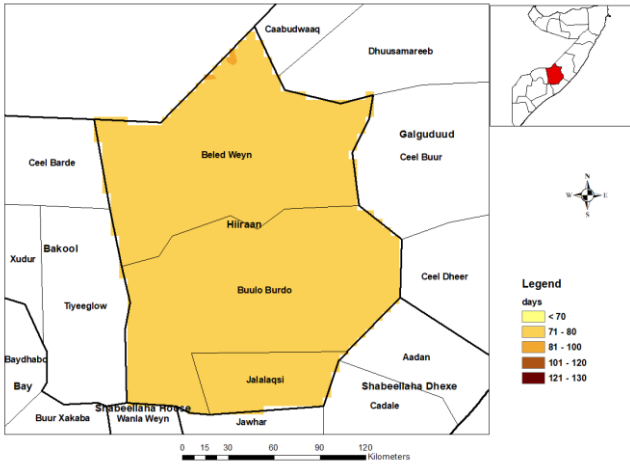 Caabudwaaq
Dhuusamareeb
Galguduud
Beled Weyn
Ceel Buur
Ceel Barde
Hiiraan
Bakool
Xudur
Ceel Dheer
Buulo Burdo
Tiyeeglow
Baydhabo
Aadan
Jalalaqsi
Bay
Shabeellaha Dhexe
Shabeellaha Hoose
Cadale
Buur Xakaba
Wanla Weyn
Jawhar
N
W E
S
Legend
days
< 70
71 - 80
81 - 100
101 - 120
121 - 130
0 15 30 60 90 120
Kilometers